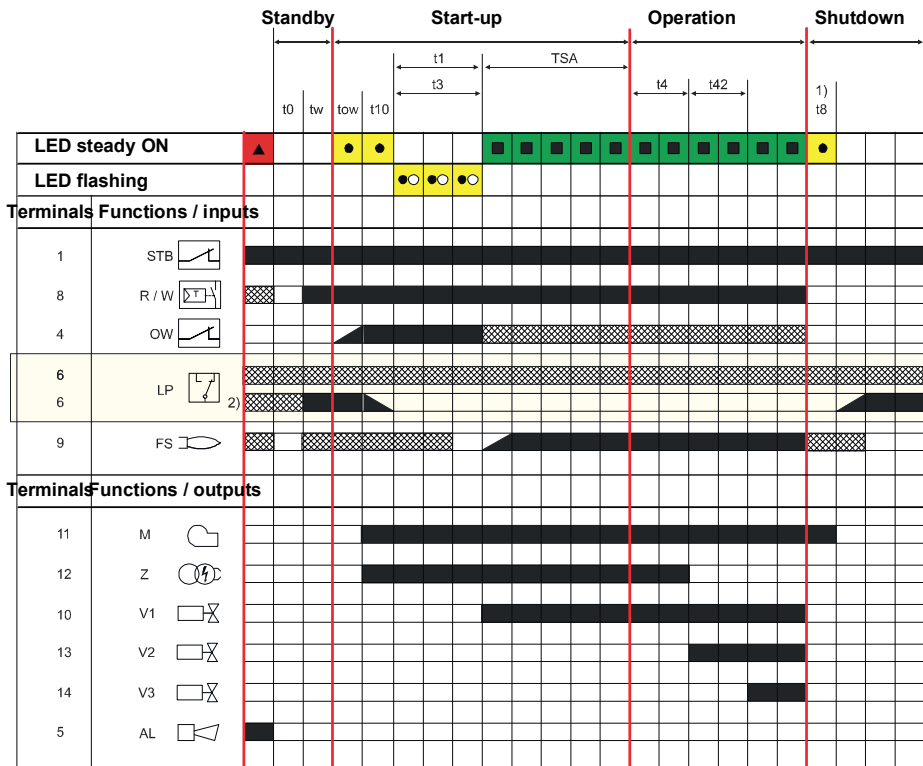 Standby Start-up Operation Shutdown
t1 TSA
t3 t4 t42 1)
t0 tw tow t10 t8
LED steady ON
LED flashing
Terminals Functions / inputs
1 STB
8 R / W T
4 OW
6
LP
6 2)
9 FS
Terminals Functions / outputs
11 M
12 Z
10 V1
13 V2
14 V3
5 AL